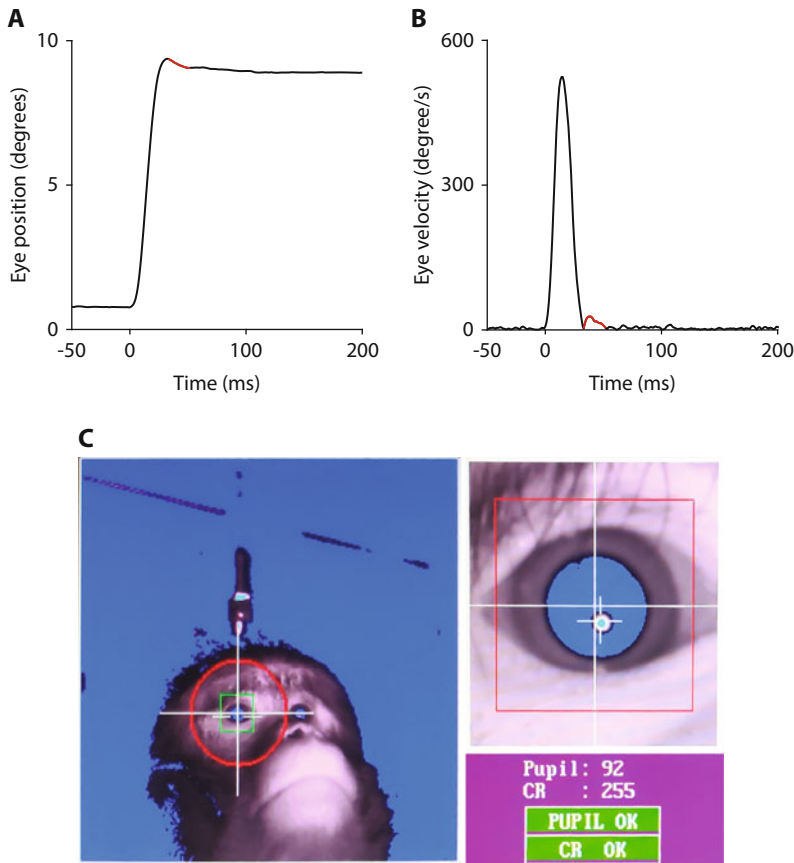 A
B
10
5
0
-50
0
100
200
Eye position (degrees)
Time (ms)
600
300
0
-50
0
100
200
Eye velocity (degree/s)
Time (ms)
C
Pupil: 92
CR : 255
PUPIL OK
CR OK